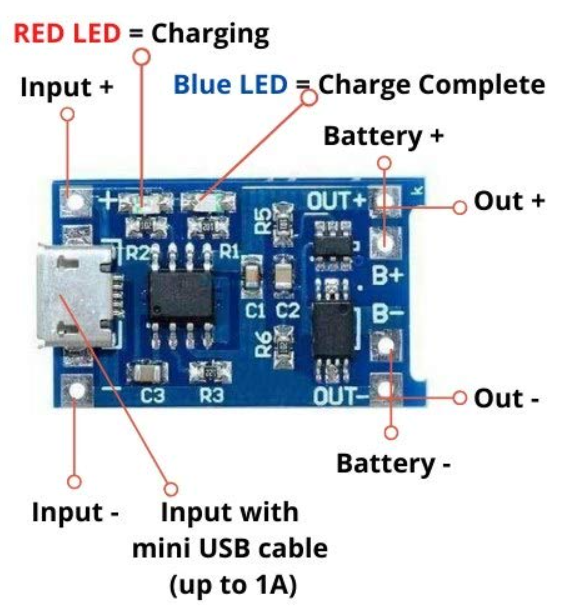 RED LED = Charging
Input +
Blue LED = Charge Complete
Battery +
Out +
+
OUT+
R5
R2
R1
B+
C1
C2
B-
R6
C3
R3
-
OUT-
Out -
Battery -
Input -
Input with
mini USB cable
(up to 1A)